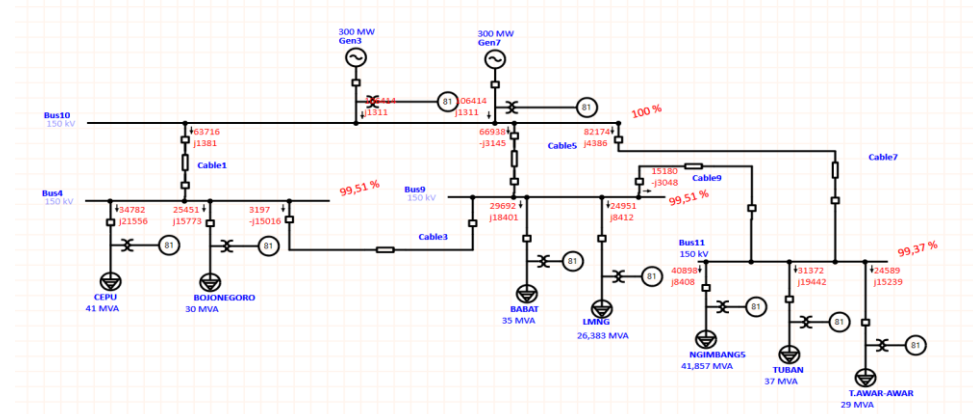 300 MW
Gen3
300 MW
Gen7
81
j1311
106414
j1311
81
100 %
Bus10
150 kV
63716
j1381
66938
-j3145
82174
j4386
Cable1
Cable5
Cable7
15180
-j3048
Cable9
99,51 %
Bus4
150 kV
Bus9
150 kV
99,51 %
34782
j21556
25451
j15773
3197
-j15016
29692
j18401
24951
j8412
Cable3
81
81
81
81
Bus11
150 kV
99,37 %
40898
j8408
31372
j19442
24589
j15239
CEPU
41 MVA
BOJONEGORO
30 MVA
BABAT
35 MVA
LMNG
26,383 MVA
81
81
81
NGIMBANG5
41,857 MVA
TUBAN
37 MVA
T.AWAR-AWAR
29 MVA